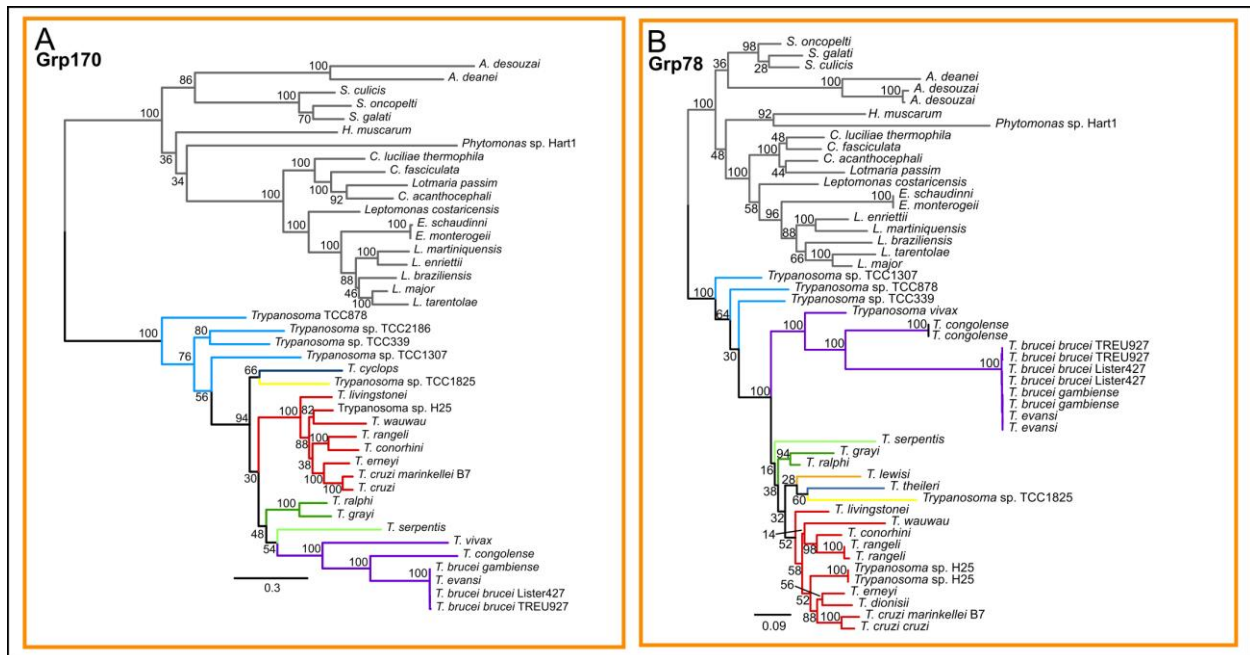 A
Grp170
100
A. desouzai
A. deanei
86
S. culicis
100
S. oncopelti
70
S. galati
100
H. muscarum
36
Phytomonas sp. Hart1
34
C. luciliae thermophila
100
C. fasciculata
100
Lotmaria passim
92
C. acanthocephali
100
Leptomonas costaricensis
100
E. schaudinni
100
E. monterogeii
100
L. martiniquensis
100
L. enriettii
88
L. braziliensis
46
L. major
100
L. tarentolae
Trypanosoma TCC878
100
80
Trypanosoma sp. TCC2186
Trypanosoma sp. TCC339
76
Trypanosoma sp. TCC1307
56
66
T. cyclops
Trypanosoma sp. TCC1825
94
T. livingstonei
100
82
Trypanosoma sp. H25
T. wauwau
88
100
T. rangeli
100
T. conorhini
38
T. erneyi
100
T. cruzi marinkellei B7
100
T. cruzi
30
100
T. ralphi
T. grayi
48
T. serpentis
54
T. vivax
100
T. congolense
100
T. brucei gambiense
100
T. evansi
T. brucei brucei Lister427
T. brucei brucei TREU927
0.3
B
Grp78
98
S. oncopelti
S. galati
28
S. culicis
36
A. deanei
100
100
A. desouzai
A. desouzai
100
H. muscarum
92
Phytomonas sp. Hart1
48
C. luciliae thermophila
48
C. fasciculata
100
C. acanthocephali
44
Lotmaria passim
100
Leptomonas costaricensis
58
100
E. schaudinni
E. monterogeii
96
L. enriettii
100
L. martiniquensis
88
L. braziliensis
100
L. tarentolae
66
100
L. major
Trypanosoma sp. TCC1307
100
Trypanosoma sp. TCC878
64
Trypanosoma sp. TCC339
30
Trypanosoma vivax
100
100
T. congolense
T. congolense
100
T. brucei brucei TREU927
T. brucei brucei TREU927
T. brucei brucei Lister427
100
T. brucei brucei Lister427
T. brucei gambiense
T. brucei gambiense
T. evansi
T. evansi
100
T. serpentis
94
T. grayi
T. ralphi
16
T. lewisi
28
T. theileri
38
60
Trypanosoma sp. TCC1825
32
T. livingstonei
T. wauwau
14
T. conorhini
52
98
100
T. rangeli
T. rangeli
58
100
Trypanosoma sp. H25
Trypanosoma sp. H25
56
T. erneyi
52
T. dionisii
88
100
T. cruzi marinkellei B7
T. cruzi cruzi
0.09